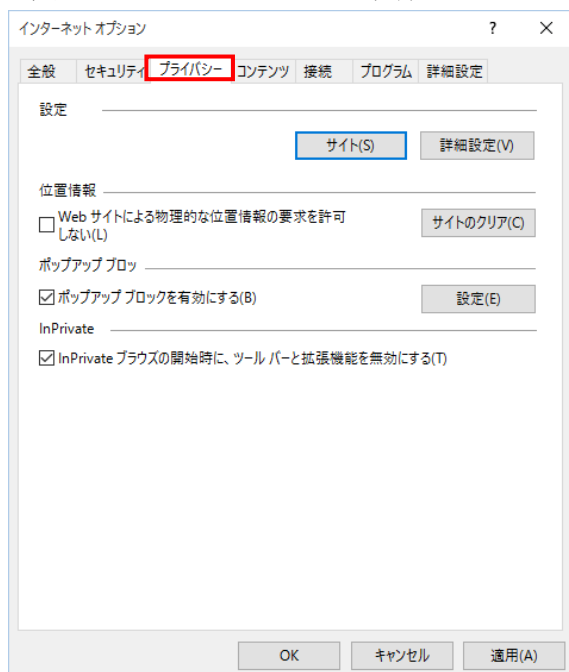 インターネット オプション ?
全般 セキュリティ プライバシー コンテンツ 接続 プログラム 詳細設定
設定
サイト(S) 詳細設定(V)
位置情報
Web サイトによる物理的な位置情報の要求を許可
しない(L)
サイトのクリア(C)
ポップアップ ブロッ
ポップアップ ブロックを有効にする(B) 設定(E)
InPrivate
InPrivate ブラウズの開始時に、ツール バーと拡張機能を無効にする(T)
OK キャンセル 適用(A)